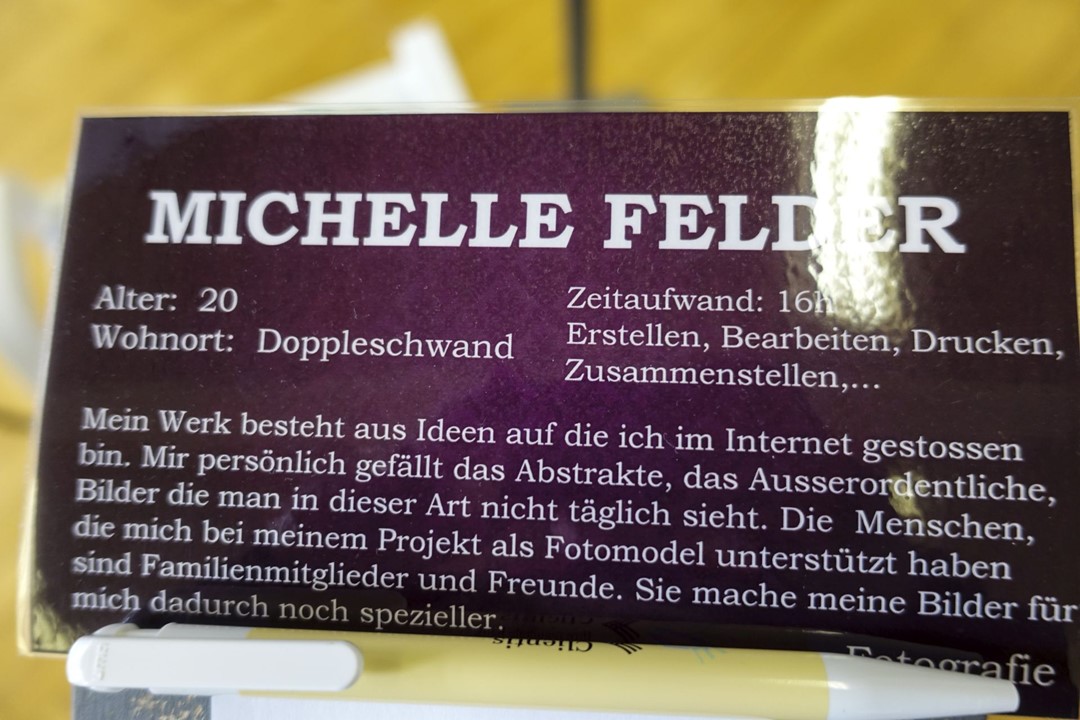 MICHELLE FELDER
Alter: 20
Wohnort: Doppleschwand
Zeitaufwand: 16h
Erstellen, Bearbeiten, Drucken,
Zusammenstellen,...
Mein Werk besteht aus Ideen auf die ich im Internet gestossen
bin. Mir persönlich gefällt das Abstrakte, das Ausserordentliche,
Bilder die man in dieser Art nicht täglich sieht. Die Menschen,
die mich bei meinem Projekt als Fotomodel unterstützt haben
sind Familienmitglieder und Freunde. Sie mache meine Bilder für
mich dadurch noch spezieller.
Clientis
Fotografie